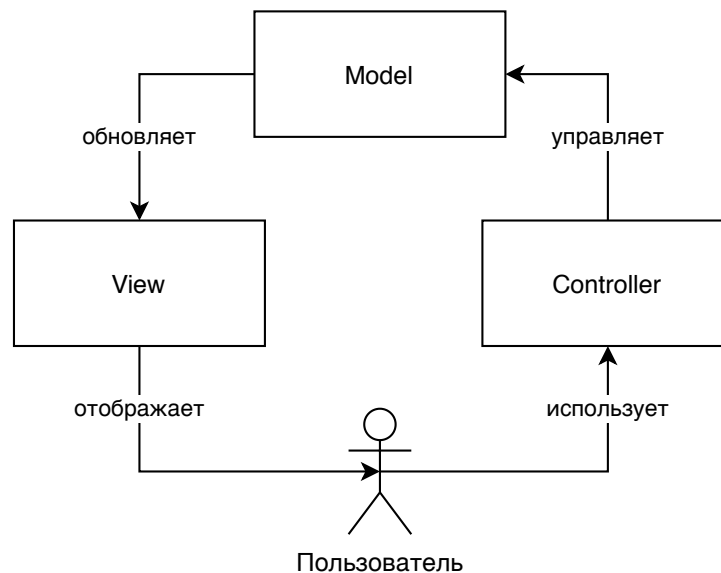 Model
обновляет
управляет
View
Controller
отображает
использует
Пользователь